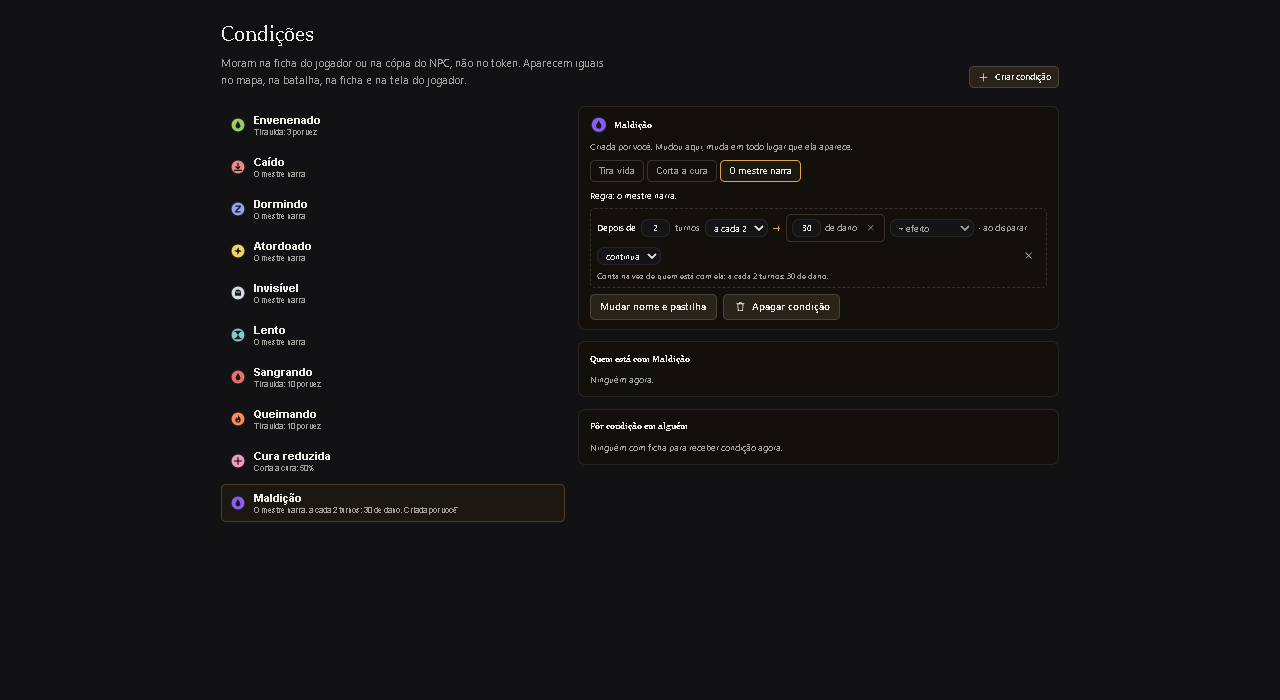 Condições
Moram na ficha do jogador ou na cópia do NPC, não no token. Aparecem iguais
no mapa, na batalha, na ficha e na tela do jogador.
Criar condição
Envenenado
Tira vida: 3 por vez
Caído
O mestre narra
Dormindo
O mestre narra
Atordoado
O mestre narra
Invisível
O mestre narra
Lento
O mestre narra
Sangrando
Tira vida: 10 por vez
Queimando
Tira vida: 10 por vez
Cura reduzida
Corta a cura: 50%
Maldição
O mestre narra. a cada 2 turnos: 30 de dano. Criada por você
Maldição
Criada por você. Mudou aqui, muda em todo lugar que ela aparece.
Tira vida Corta a cura O mestre narra
Regra: o mestre narra.
Depois de 2 turnos a cada 2 → 30 de dano × + efeito · ao disparar
continua ×
Conta na vez de quem está com ela: a cada 2 turnos: 30 de dano.
Mudar nome e pastilha Apagar condição
Quem está com Maldição
Ninguém agora.
Pôr condição em alguém
Ninguém com ficha para receber condição agora.